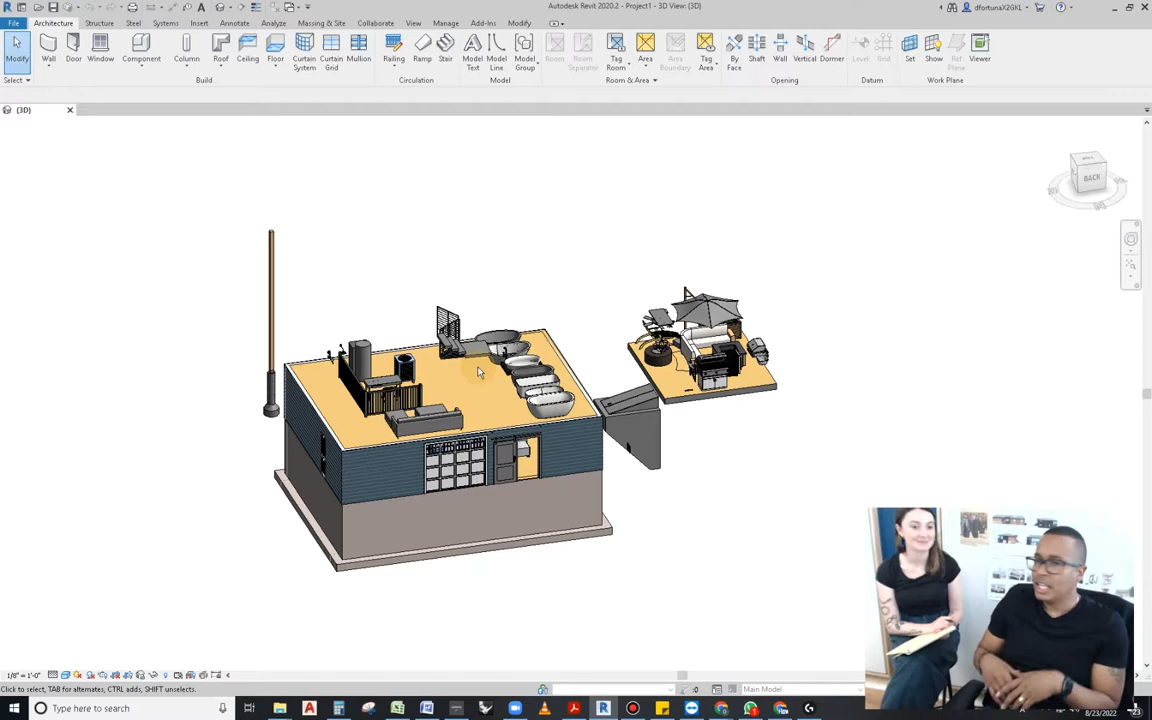 Autodesk Revit 2020.2 - Project1 - 3D View: {3D}
dfortunaX2GKL
File Architecture Structure Steel Systems Insert Annotate Analyze Massing & Site Collaborate View Manage Add-Ins Modify
Modify Wall Door Window Component Column Roof Ceiling Floor Curtain System Curtain Grid Mullion Railing Ramp Stair Model Text Model Line Model Group Room Room Separator Tag Room Area Area Boundary Tag Area By Face Shaft Wall Vertical Dormer Level Grid Set Show Ref Plane Viewer
Select Build Circulation Model Room & Area Opening Datum Work Plane
{3D}
BACK
1/8" = 1'-0"
Click to select, TAB for alternates, CTRL adds, SHIFT unselects.
:0
Main Model
Type here to search
8/23/2022